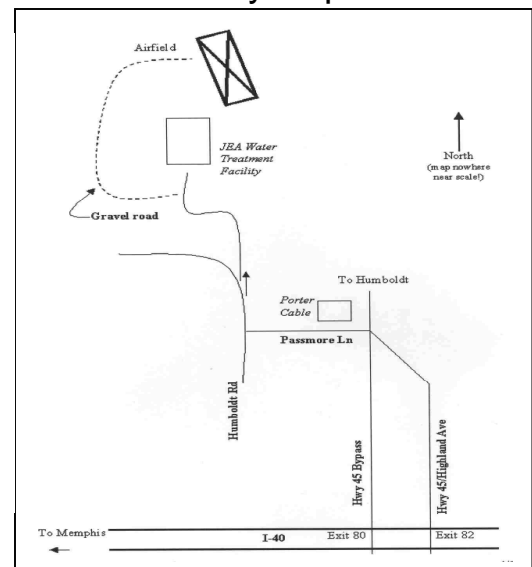 Airfield
JEA Water
Treatment
Facility
North
(map nowhere
near scale!)
Gravel road
To Humboldt
Porter
Cable
Passmore Ln
Humboldt Rd
Hwy 45 Bypass
Hwy 45/Highland Ave
To Memphis
I-40
Exit 80
Exit 82